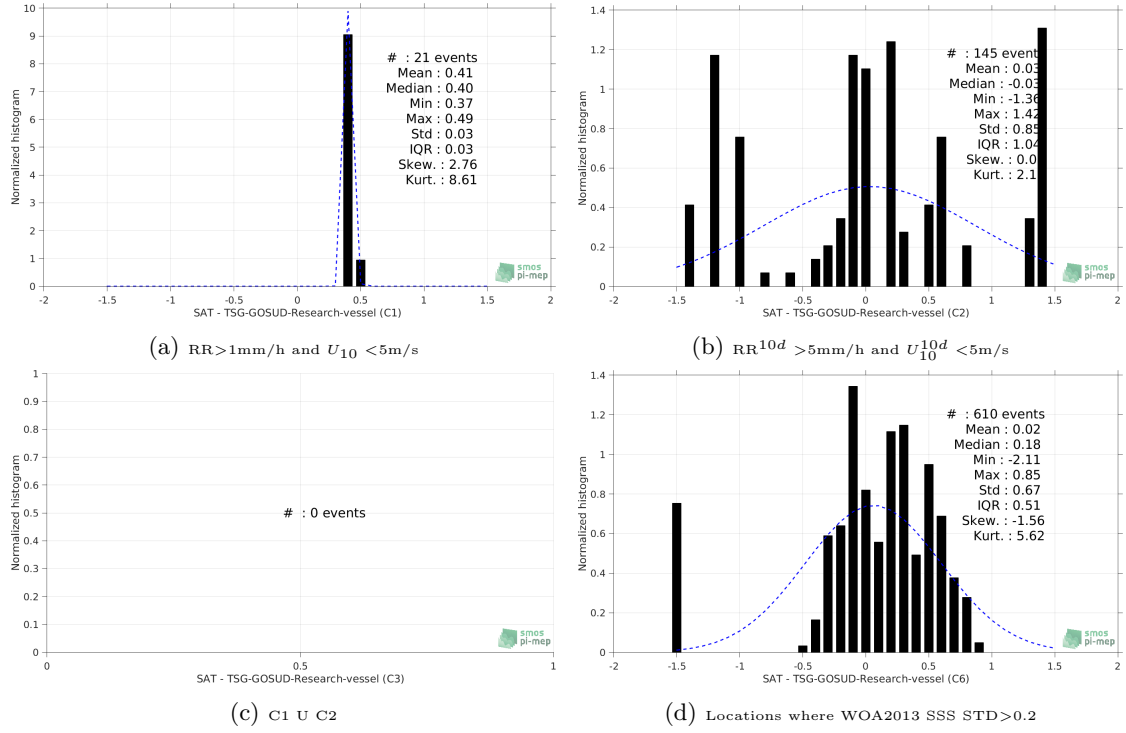 10
9
8
7
6
5
4
3
2
1
0
Normalized histogram
# : 21 events
Mean : 0.41
Median : 0.40
Min : 0.37
Max : 0.49
Std : 0.03
IQR : 0.03
Skew. : 2.76
Kurt. : 8.61
smos
pi-mep
-2 -1.5 -1 -0.5 0 0.5 1 1.5 2
SAT - TSG-GOSUD-Research-vessel (C1)
(a) RR>1mm/h and U10 <5m/s
1.4
1.2
1
0.8
0.6
0.4
0.2
0
Normalized histogram
# : 145 events
Mean : 0.03
Median : -0.03
Min : -1.36
Max : 1.42
Std : 0.85
IQR : 1.04
Skew. : 0.0
Kurt. : 2.1
smos
pi-mep
-2 -1.5 -1 -0.5 0 0.5 1 1.5 2
SAT - TSG-GOSUD-Research-vessel (C2)
(b) RR10d >5mm/h and U10d10 <5m/s
1
0.9
0.8
0.7
0.6
0.5
0.4
0.3
0.2
0.1
0
Normalized histogram
# : 0 events
smos
pi-mep
0 0.5 1
SAT - TSG-GOSUD-Research-vessel (C3)
(c) C1 U C2
1.4
1.2
1
0.8
0.6
0.4
0.2
0
Normalized histogram
# : 610 events
Mean : 0.02
Median : 0.18
Min : -2.11
Max : 0.85
Std : 0.67
IQR : 0.51
Skew. : -1.56
Kurt. : 5.62
smos
pi-mep
-2 -1.5 -1 -0.5 0 0.5 1 1.5 2
SAT - TSG-GOSUD-Research-vessel (C6)
(d) Locations where WOA2013 SSS STD>0.2